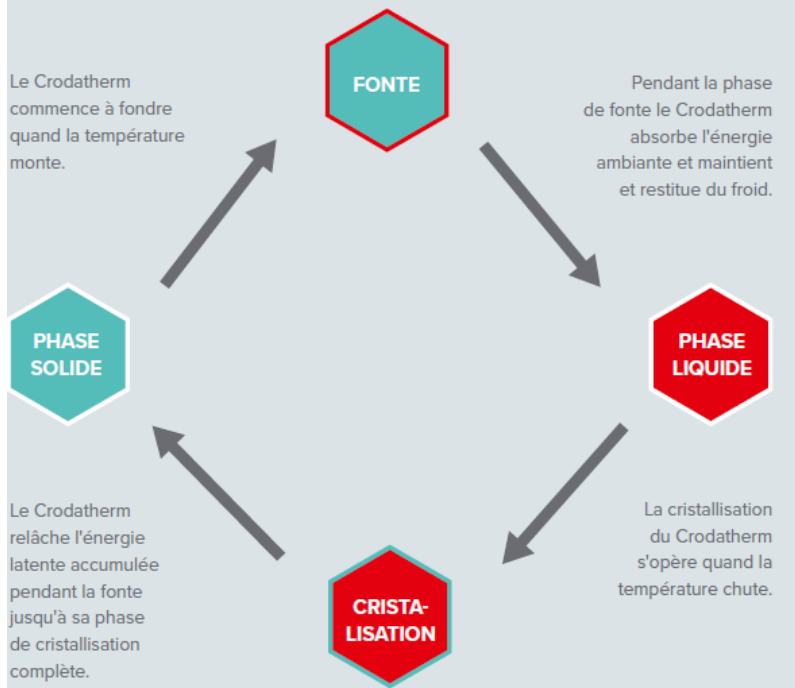 FONTE
Le Crodatherm
commence à fondre
quand la température
monte.
Pendant la phase
de fonte le Crodatherm
absorbe l'énergie
ambiante et maintient
et restitue du froid.
PHASE
SOLIDE
PHASE
LIQUIDE
Le Crodatherm
relâche l'énergie
latente accumulée
pendant la fonte
jusqu'à sa phase
de cristallisation
complète.
CRISTA-
LISATION
La cristallisation
du Crodatherm
s'opère quand la
température chute.